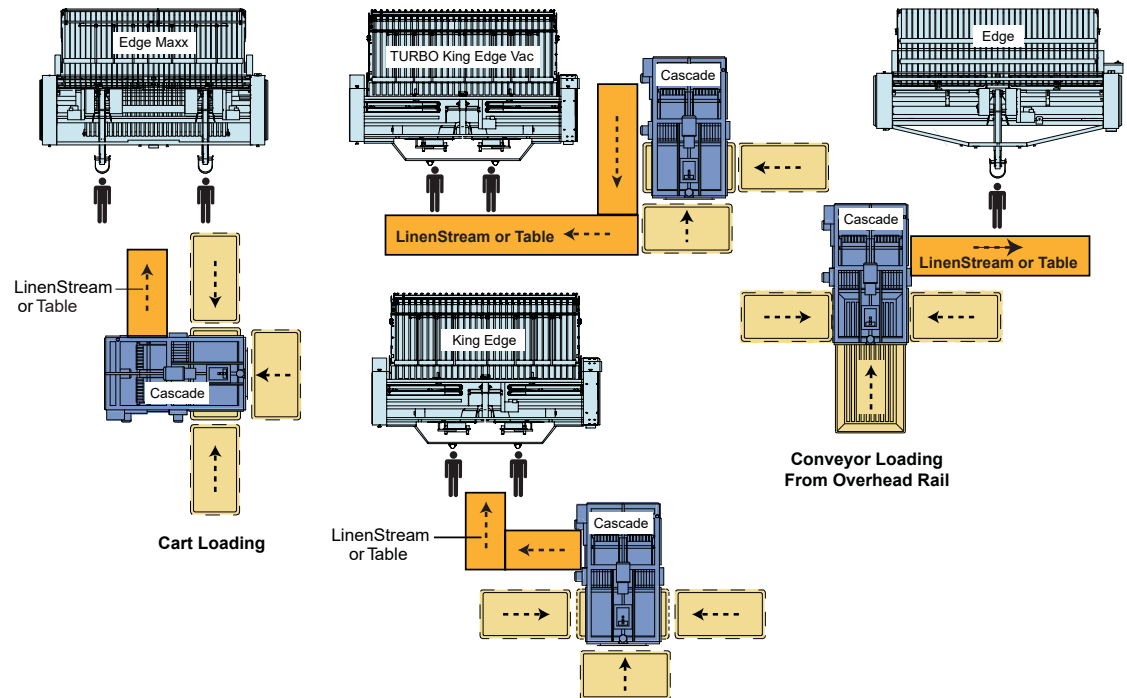 Edge Maxx
TURBO King Edge Vac
Cascade
Edge
LinenStream or Table
Cascade
LinenStream or Table
LinenStream
or Table
Cascade
Cart Loading
King Edge
Conveyor Loading
From Overhead Rail
LinenStream
or Table
Cascade